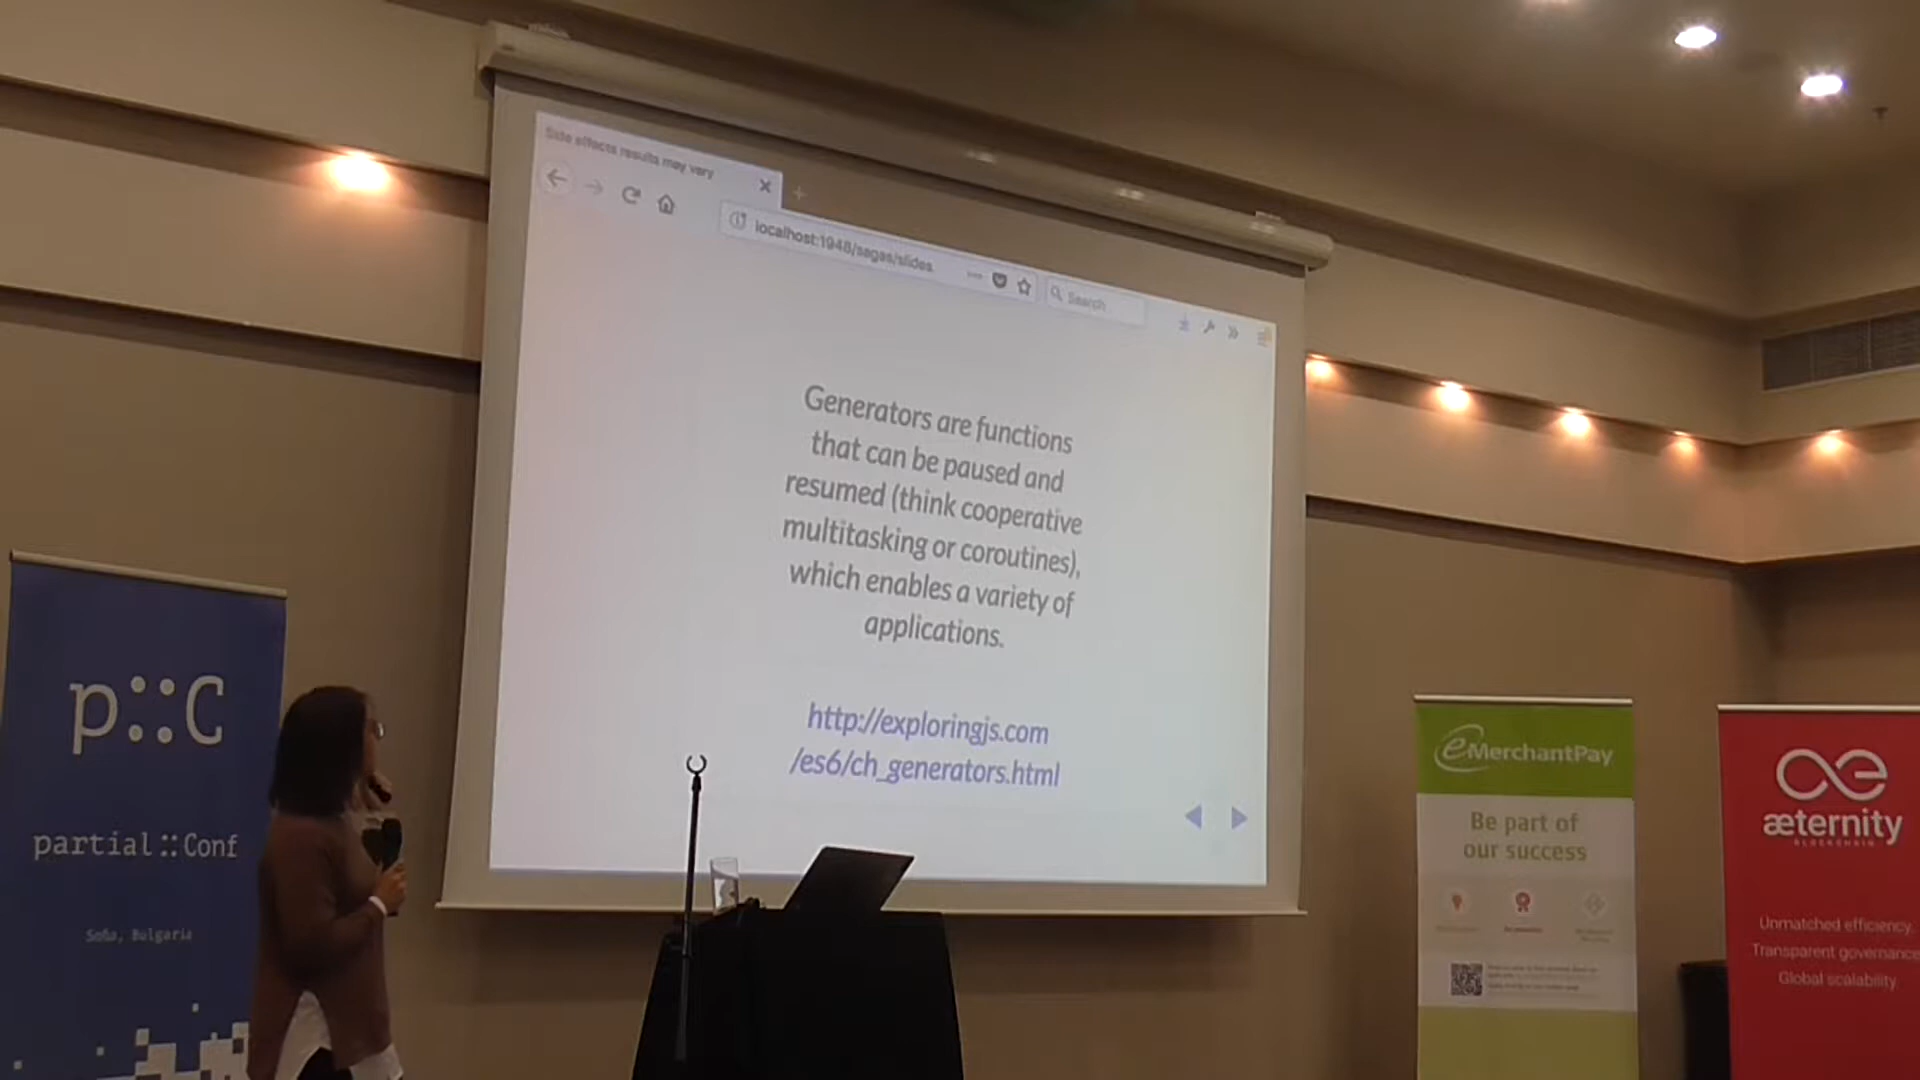 Side effects results may vary
localhost:1948/sagas/slides
Search
Generators are functions
that can be paused and
resumed (think cooperative
multitasking or coroutines),
which enables a variety of
applications.
http://exploringjs.com
/es6/ch_generators.html
p::C
partial::Conf
Sofia, Bulgaria
eMerchantPay
Be part of
our success
æternity
BLOCKCHAIN
Unmatched efficiency.
Transparent governance
Global scalability